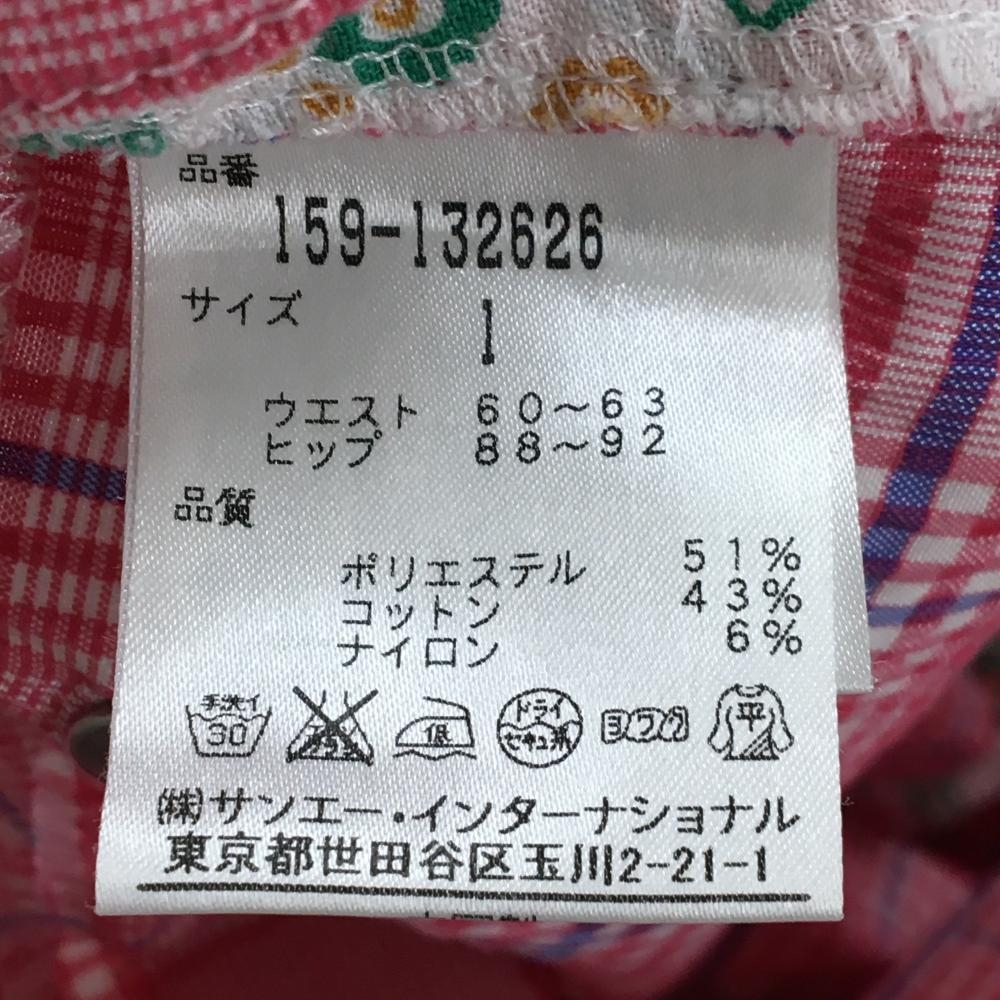 品番
159-132626
サイズ
1
ウエスト 60〜63
ヒップ 88〜92
品質
ポリエステル 51%
コットン 43%
ナイロン 6%
手洗イ 30
低
ドライ セキユ系
ヨワク
平
(株)サンエー・インターナショナル
東京都世田谷区玉川2-21-1